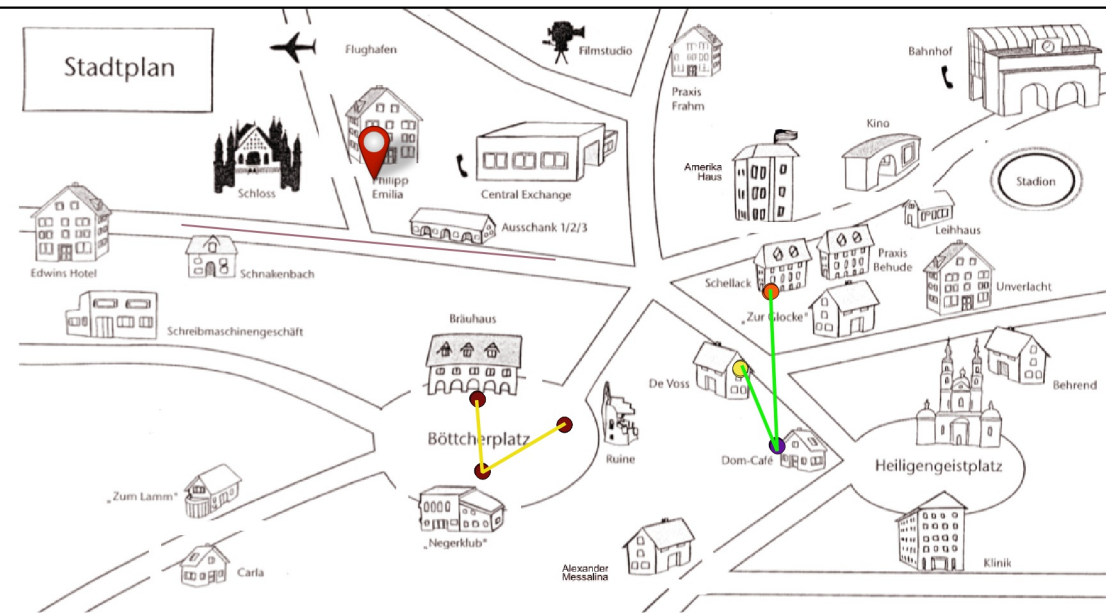 Stadtplan
Flughafen
Filmstudio
Praxis
Frahm
Bahnhof
Kino
Amerika
Haus
Stadion
Schloss
Philipp
Emilia
Central Exchange
Ausschank 1/2/3
Leihhaus
Edwins Hotel
Schnakenbach
Schellack
Praxis
Behude
Unverlacht
„Zur Glocke"
Schreibmaschinengeschäft
Bräuhaus
De Voss
Behrend
Böttcherplatz
Ruine
Dom-Café
Heiligengeistplatz
„Zum Lamm"
„Negerklub"
Carla
Alexander
Messalina
Klinik